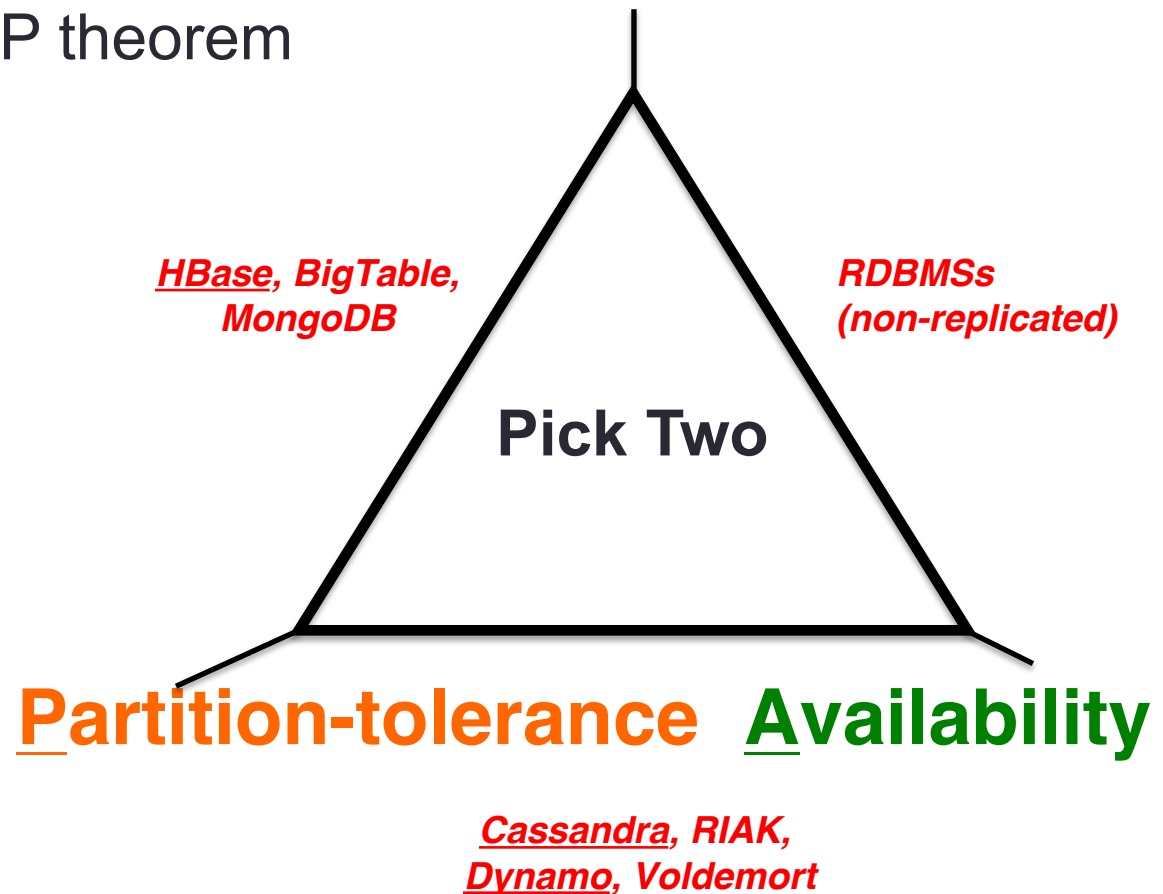 P theorem
HBase, BigTable,
MongoDB
RDBMSs
(non-replicated)
Pick Two
Partition-tolerance
Availability
Cassandra, RIAK,
Dynamo, Voldemort